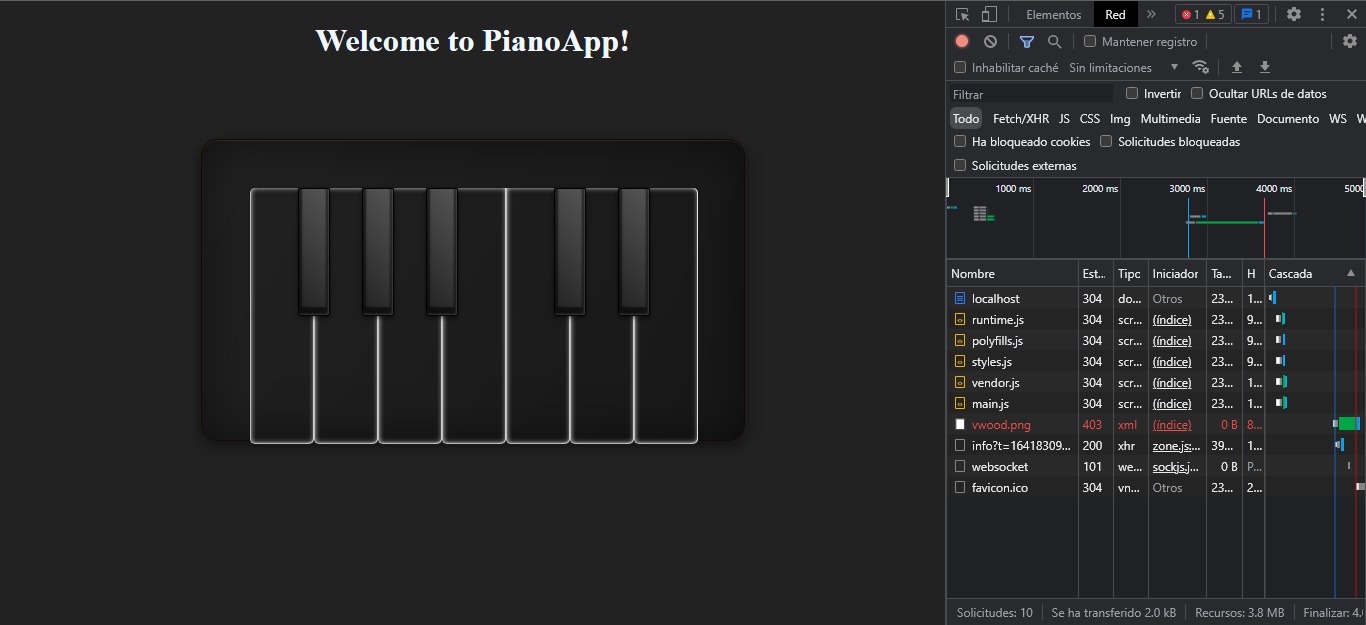 Welcome to PianoApp!
Elementos Red 1 5 1
Mantener registro
Inhabilitar caché Sin limitaciones
Filtrar Invertir Ocultar URLs de datos
Todo Fetch/XHR JS CSS Img Multimedia Fuente Documento WS W
Ha bloqueado cookies Solicitudes bloqueadas
Solicitudes externas
1000 ms 2000 ms 3000 ms 4000 ms 5000
Nombre Est... Tipc Iniciador Ta... H Cascada
localhost 304 do... Otros 23... 1...
runtime.js 304 scr... (índice) 23... 9...
polyfills.js 304 scr... (índice) 23... 9...
styles.js 304 scr... (índice) 23... 9...
vendor.js 304 scr... (índice) 23... 1...
main.js 304 scr... (índice) 23... 1...
vwood.png 403 xml (índice) 0 B 8...
info?t=16418309... 200 xhr zone.js:... 39... 1...
websocket 101 we... sockjs.j... 0 B P...
favicon.ico 304 vn... Otros 23... 2...
Solicitudes: 10 Se ha transferido 2.0 kB Recursos: 3.8 MB Finalizar: 4.